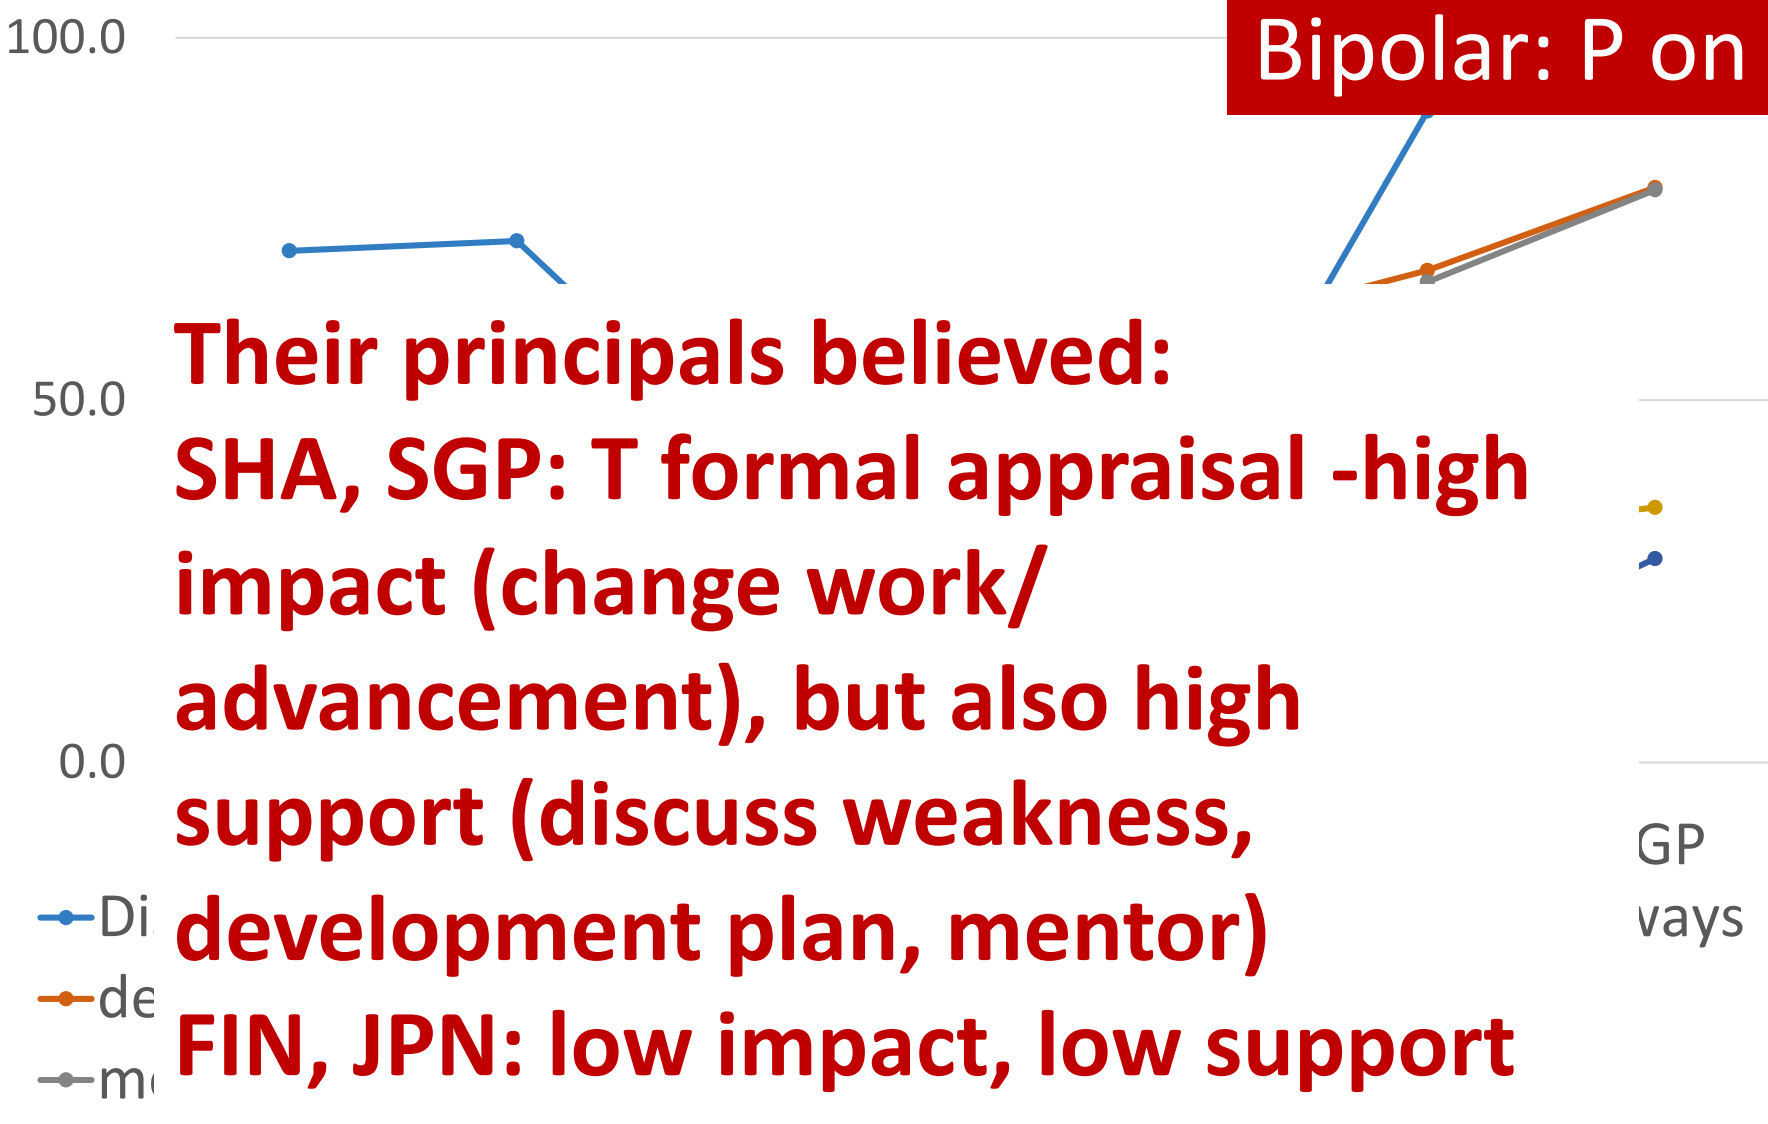 100.0
Bipolar: P on
50.0
Their principals believed:
SHA, SGP: T formal appraisal -high
impact (change work/
advancement), but also high
support (discuss weakness,
development plan, mentor)
FIN, JPN: low impact, low support
0.0
GP